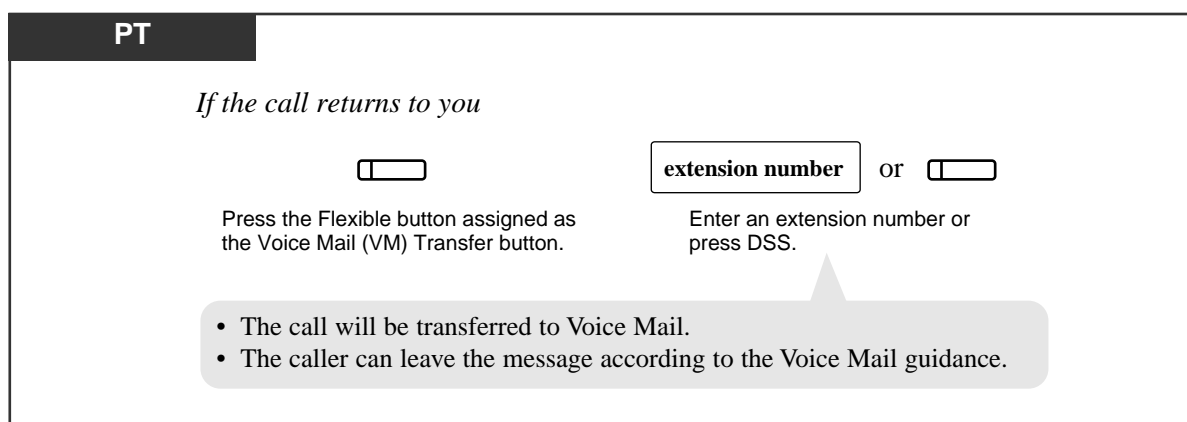 PT
If the call returns to you
extension number or
Press the Flexible button assigned as
the Voice Mail (VM) Transfer button.
Enter an extension number or
press DSS.
• The call will be transferred to Voice Mail.
• The caller can leave the message according to the Voice Mail guidance.